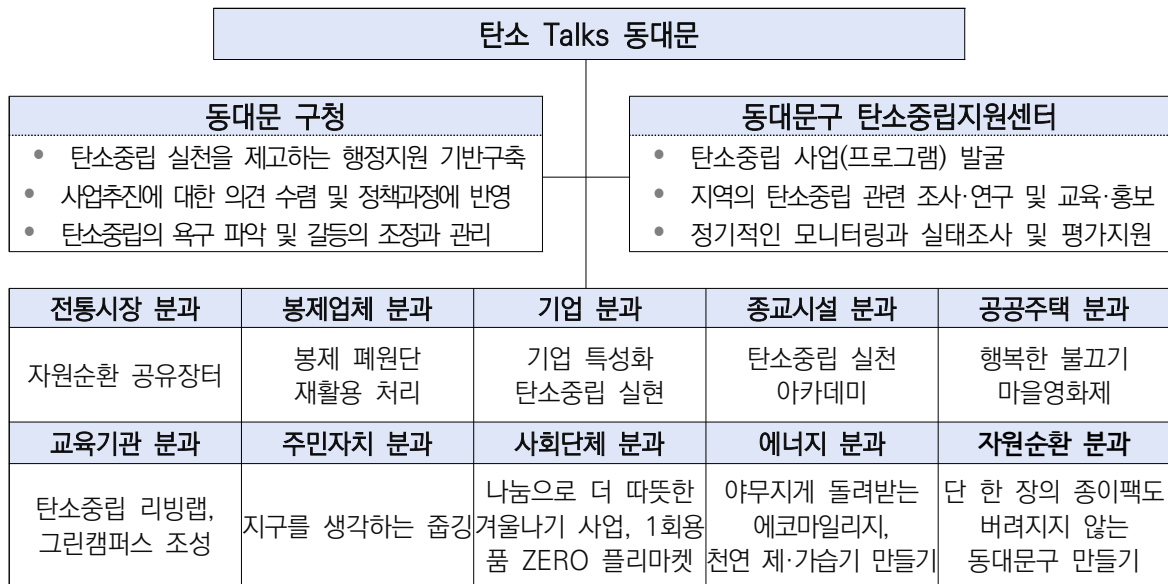 탄소 Talks 동대문
동대문 구청
• 탄소중립 실천을 제고하는 행정지원 기반구축
• 사업추진에 대한 의견 수렴 및 정책과정에 반영
• 탄소중립의 욕구 파악 및 갈등의 조정과 관리
동대문구 탄소중립지원센터
• 탄소중립 사업(프로그램) 발굴
• 지역의 탄소중립 관련 조사·연구 및 교육·홍보
• 정기적인 모니터링과 실태조사 및 평가지원
전통시장 분과
자원순환 공유장터
봉제업체 분과
봉제 폐원단
재활용 처리
기업 분과
기업 특성화
탄소중립 실현
종교시설 분과
탄소중립 실천
아카데미
공공주택 분과
행복한 불끄기
마을영화제
교육기관 분과
탄소중립 리빙랩,
그린캠퍼스 조성
주민자치 분과
지구를 생각하는 줍깅
사회단체 분과
나눔으로 더 따뜻한
겨울나기 사업, 1회용
품 ZERO 플리마켓
에너지 분과
야무지게 돌려받는
에코마일리지,
천연 제·가습기 만들기
자원순환 분과
단 한 장의 종이팩도
버려지지 않는
동대문구 만들기